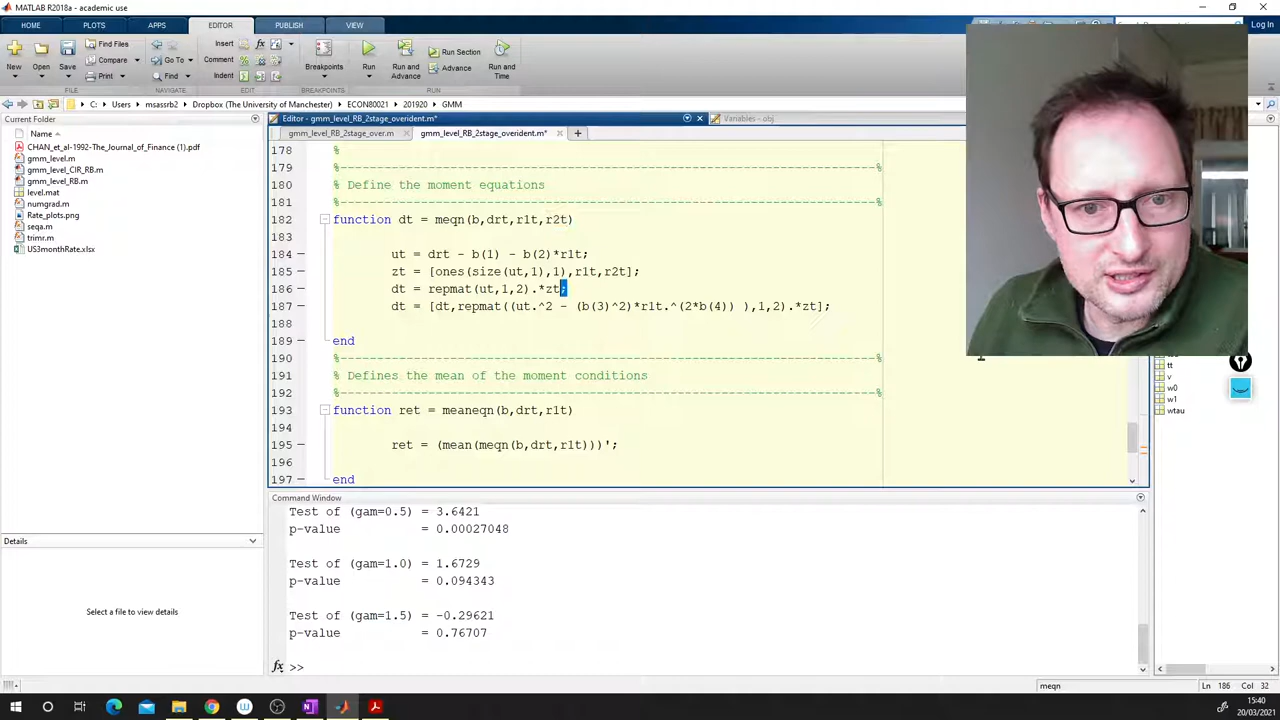 MATLAB R2018a - academic use
HOME PLOTS APPS EDITOR PUBLISH VIEW
Log In
New Open Save
Find Files
Compare
Print
Go To
Find
Insert
Comment
Indent
Breakpoints
Run
Run and Advance
Run Section
Advance
Run and Time
FILE NAVIGATE EDIT BREAKPOINTS RUN
C: Users msassrb2 Dropbox (The University of Manchester) ECON80021 201920 GMM
Current Folder
Name
CHAN_et_al-1992-The_Journal_of_Finance (1).pdf
gmm_level.m
gmm_level_CIR_RB.m
gmm_level_RB.m
level.mat
numgrad.m
Rate_plots.png
seqa.m
trimr.m
US3monthRate.xlsx
Details
Select a file to view details
Editor - gmm_level_RB_2stage_overident.m*
Variables - obj
gmm_level_RB_2stage_over.m
gmm_level_RB_2stage_overident.m*
178 %
179 %---------------------------------------------------------------------------%
180 % Define the moment equations
181 %---------------------------------------------------------------------------%
182 function dt = meqn(b,drt,r1t,r2t)
183
184 ut = drt - b(1) - b(2)*r1t;
185 zt = [ones(size(ut,1),1),r1t,r2t];
186 dt = repmat(ut,1,2).*zt;
187 dt = [dt,repmat((ut.^2 - (b(3)^2)*r1t.^(2*b(4)) ),1,2).*zt];
188
189 end
190 %---------------------------------------------------------------------------%
191 % Defines the mean of the moment conditions
192 %---------------------------------------------------------------------------%
193 function ret = meaneqn(b,drt,r1t)
194
195 ret = (mean(meqn(b,drt,r1t)))';
196
197 end
Command Window
Test of (gam=0.5) = 3.6421
p-value = 0.00027048
Test of (gam=1.0) = 1.6729
p-value = 0.094343
Test of (gam=1.5) = -0.29621
p-value = 0.76707
fx >>
tt
v
w0
w1
wtau
meqn
Ln 186 Col 32
15:40
20/03/2021